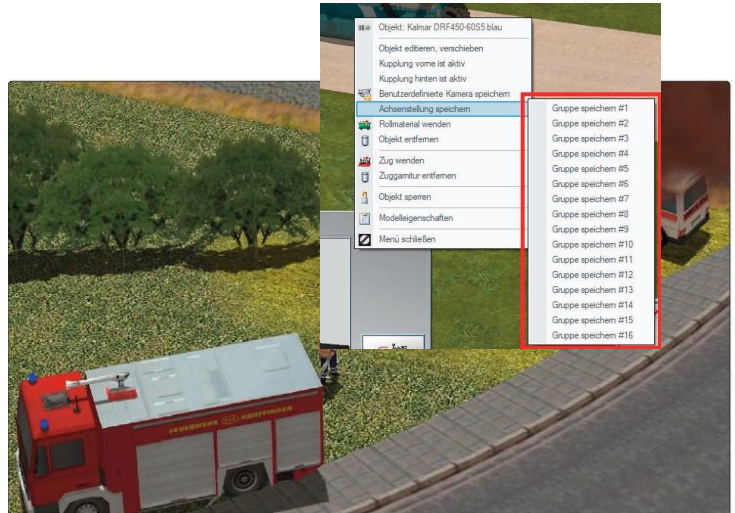 Objekt: Kalmar DRF450-60S5 blau
Objekt editieren, verschieben
Kupplung vorne ist aktiv
Kupplung hinten ist aktiv
Benutzerdefinierte Kamera speichern
Achsenstellung speichern
Rollmaterial wenden
Objekt entfernen
Zug wenden
Zuggarnitur entfernen
Objekt sperren
Modelleigenschaften
Menü schließen
Gruppe speichern #1
Gruppe speichern #2
Gruppe speichern #3
Gruppe speichern #4
Gruppe speichern #5
Gruppe speichern #6
Gruppe speichern #7
Gruppe speichern #8
Gruppe speichern #9
Gruppe speichern #10
Gruppe speichern #11
Gruppe speichern #12
Gruppe speichern #13
Gruppe speichern #14
Gruppe speichern #15
Gruppe speichern #16
FEUERWEHR KNUFFINGEN